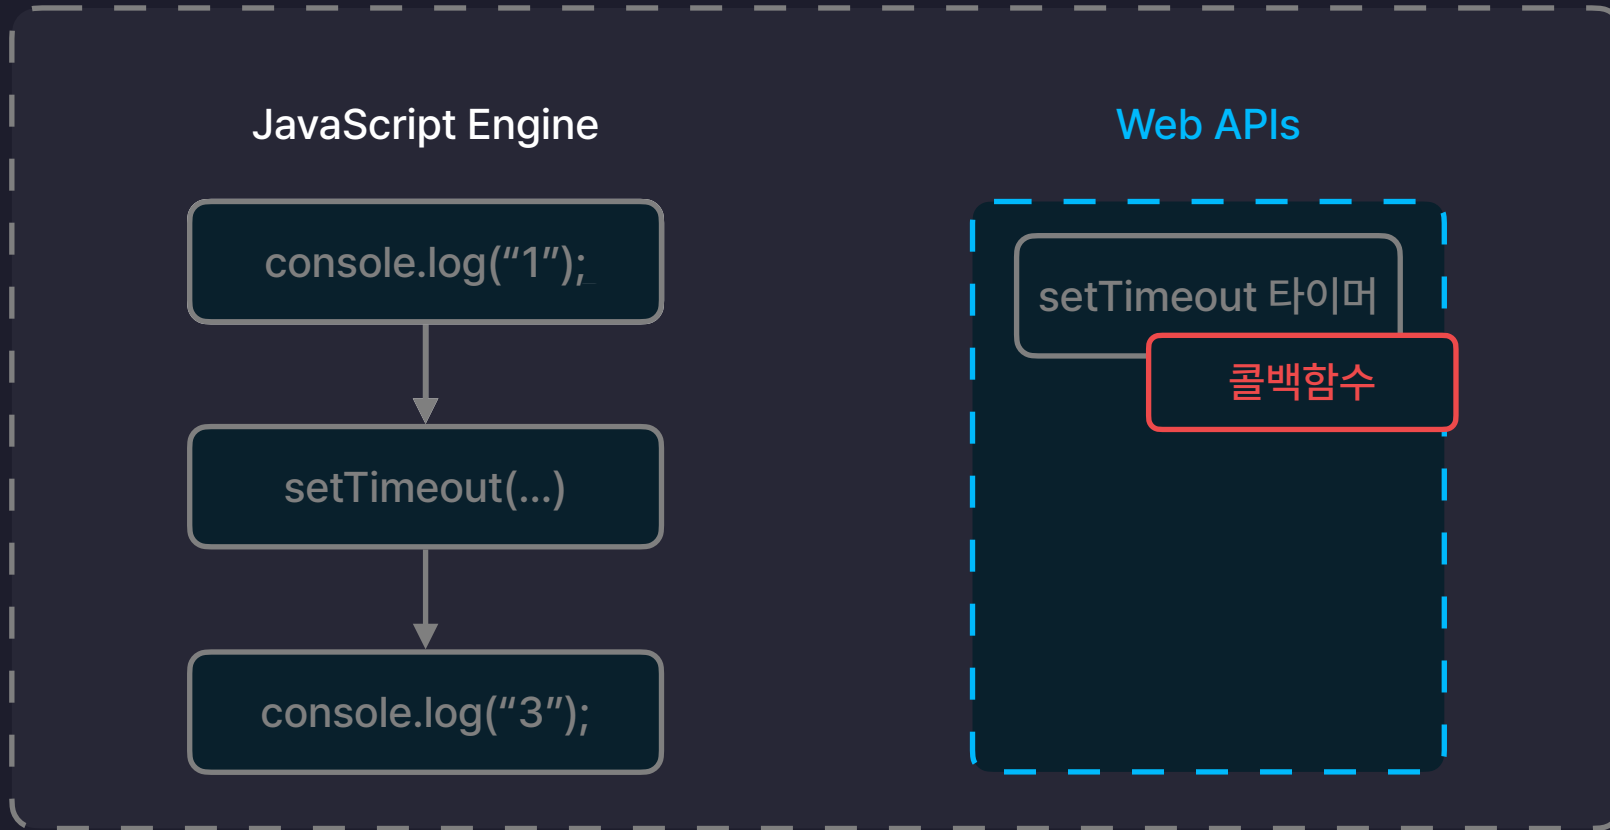 JavaScript Engine
Web APIs
console.log(“1”);
setTimeout(...)
console.log(“3”);
setTimeout 타이머
콜백함수